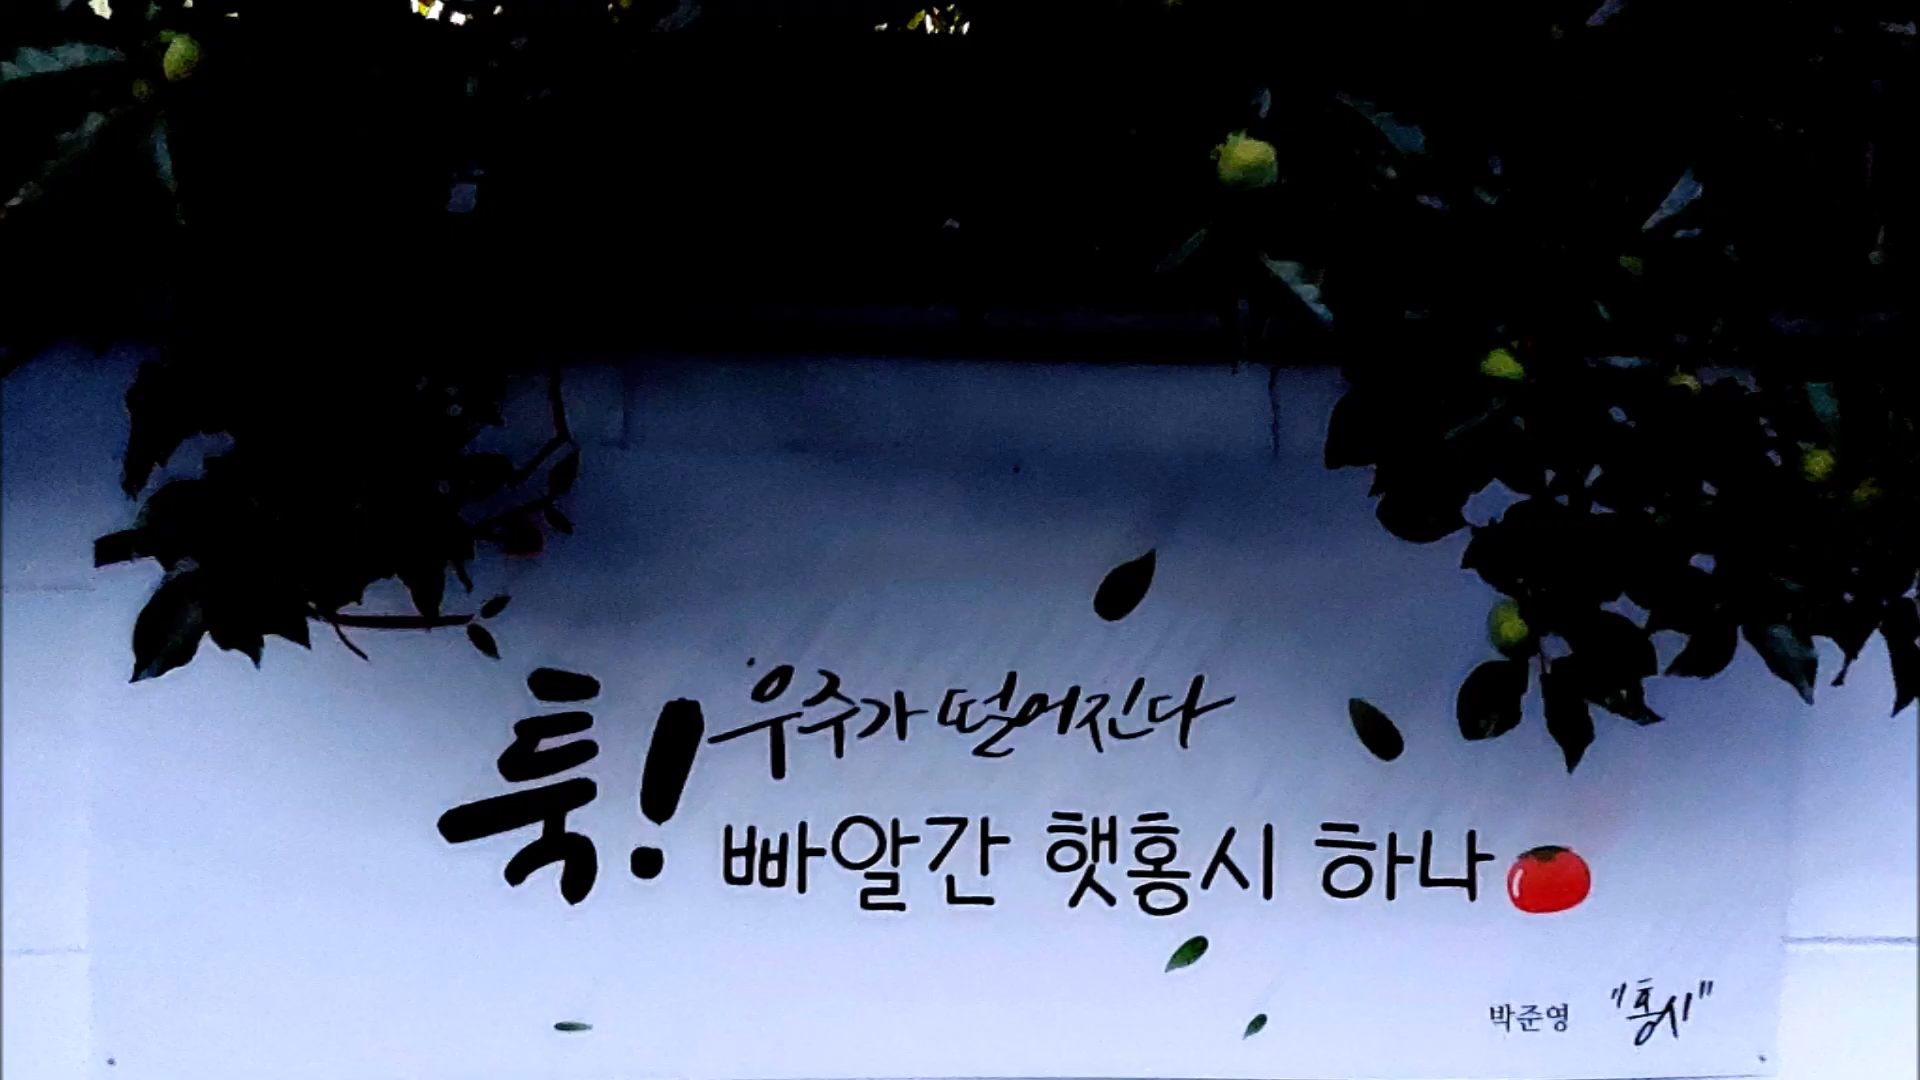 툭! 우주가 떨어진다
빠알간 햇홍시 하나
박준영 "홍시"